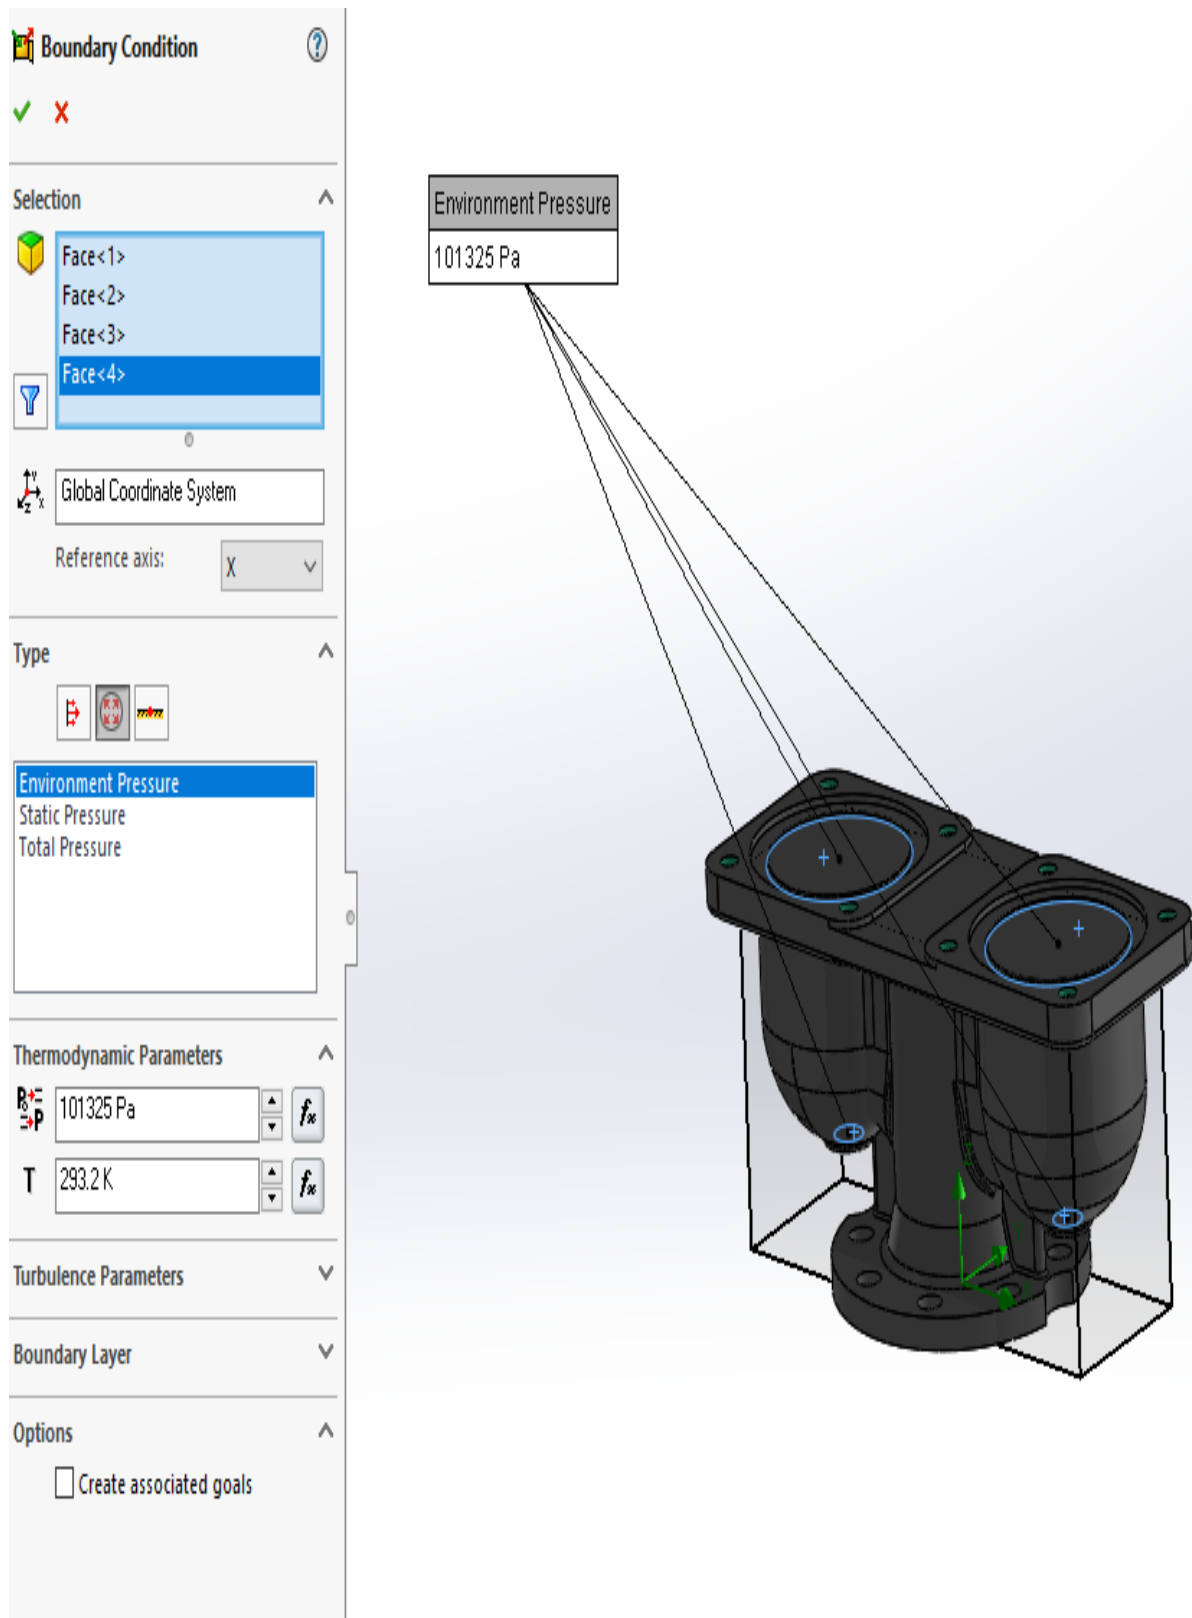 Boundary Condition
Selection
Face<1>
Face<2>
Face<3>
Face<4>
Global Coordinate System
Reference axis:
X
Type
Environment Pressure
Static Pressure
Total Pressure
Thermodynamic Parameters
101325 Pa
T
293.2 K
Turbulence Parameters
Boundary Layer
Options
Create associated goals
Environment Pressure
101325 Pa